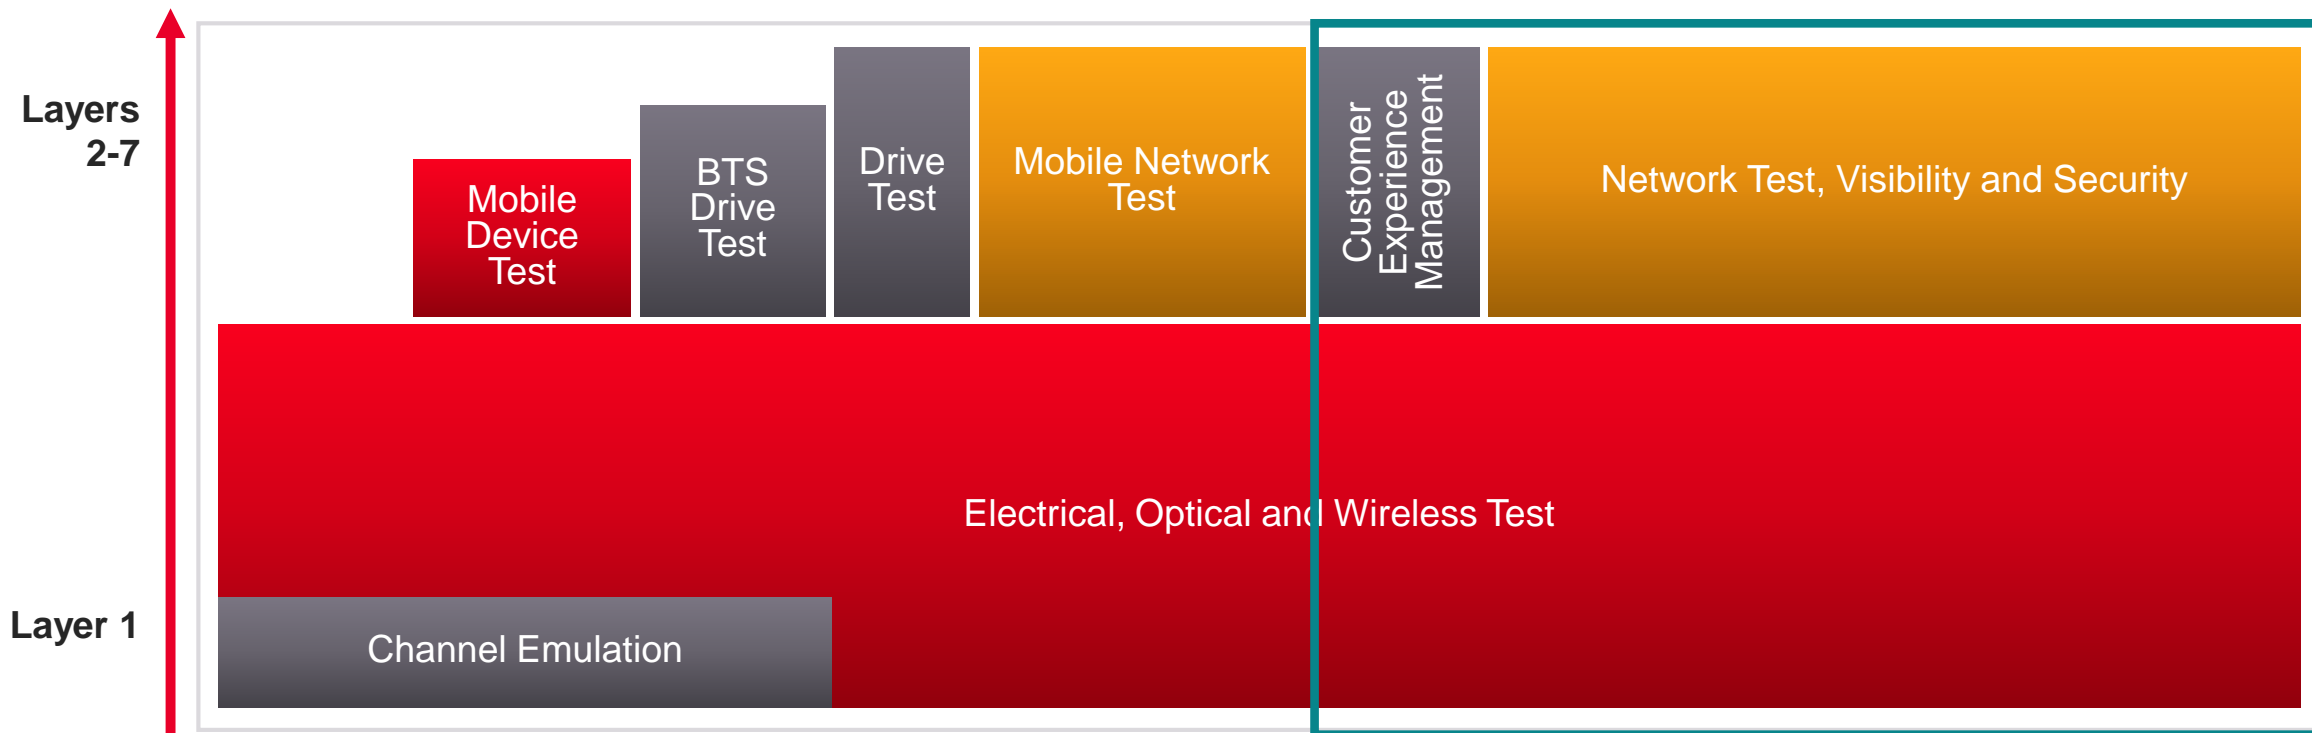 Layers
2-7
Mobile
Device
Test
BTS
Drive
Test
Drive
Test
Mobile Network
Test
Customer
Experience
Management
Network Test, Visibility and Security
Electrical, Optical and Wireless Test
Layer 1
Channel Emulation